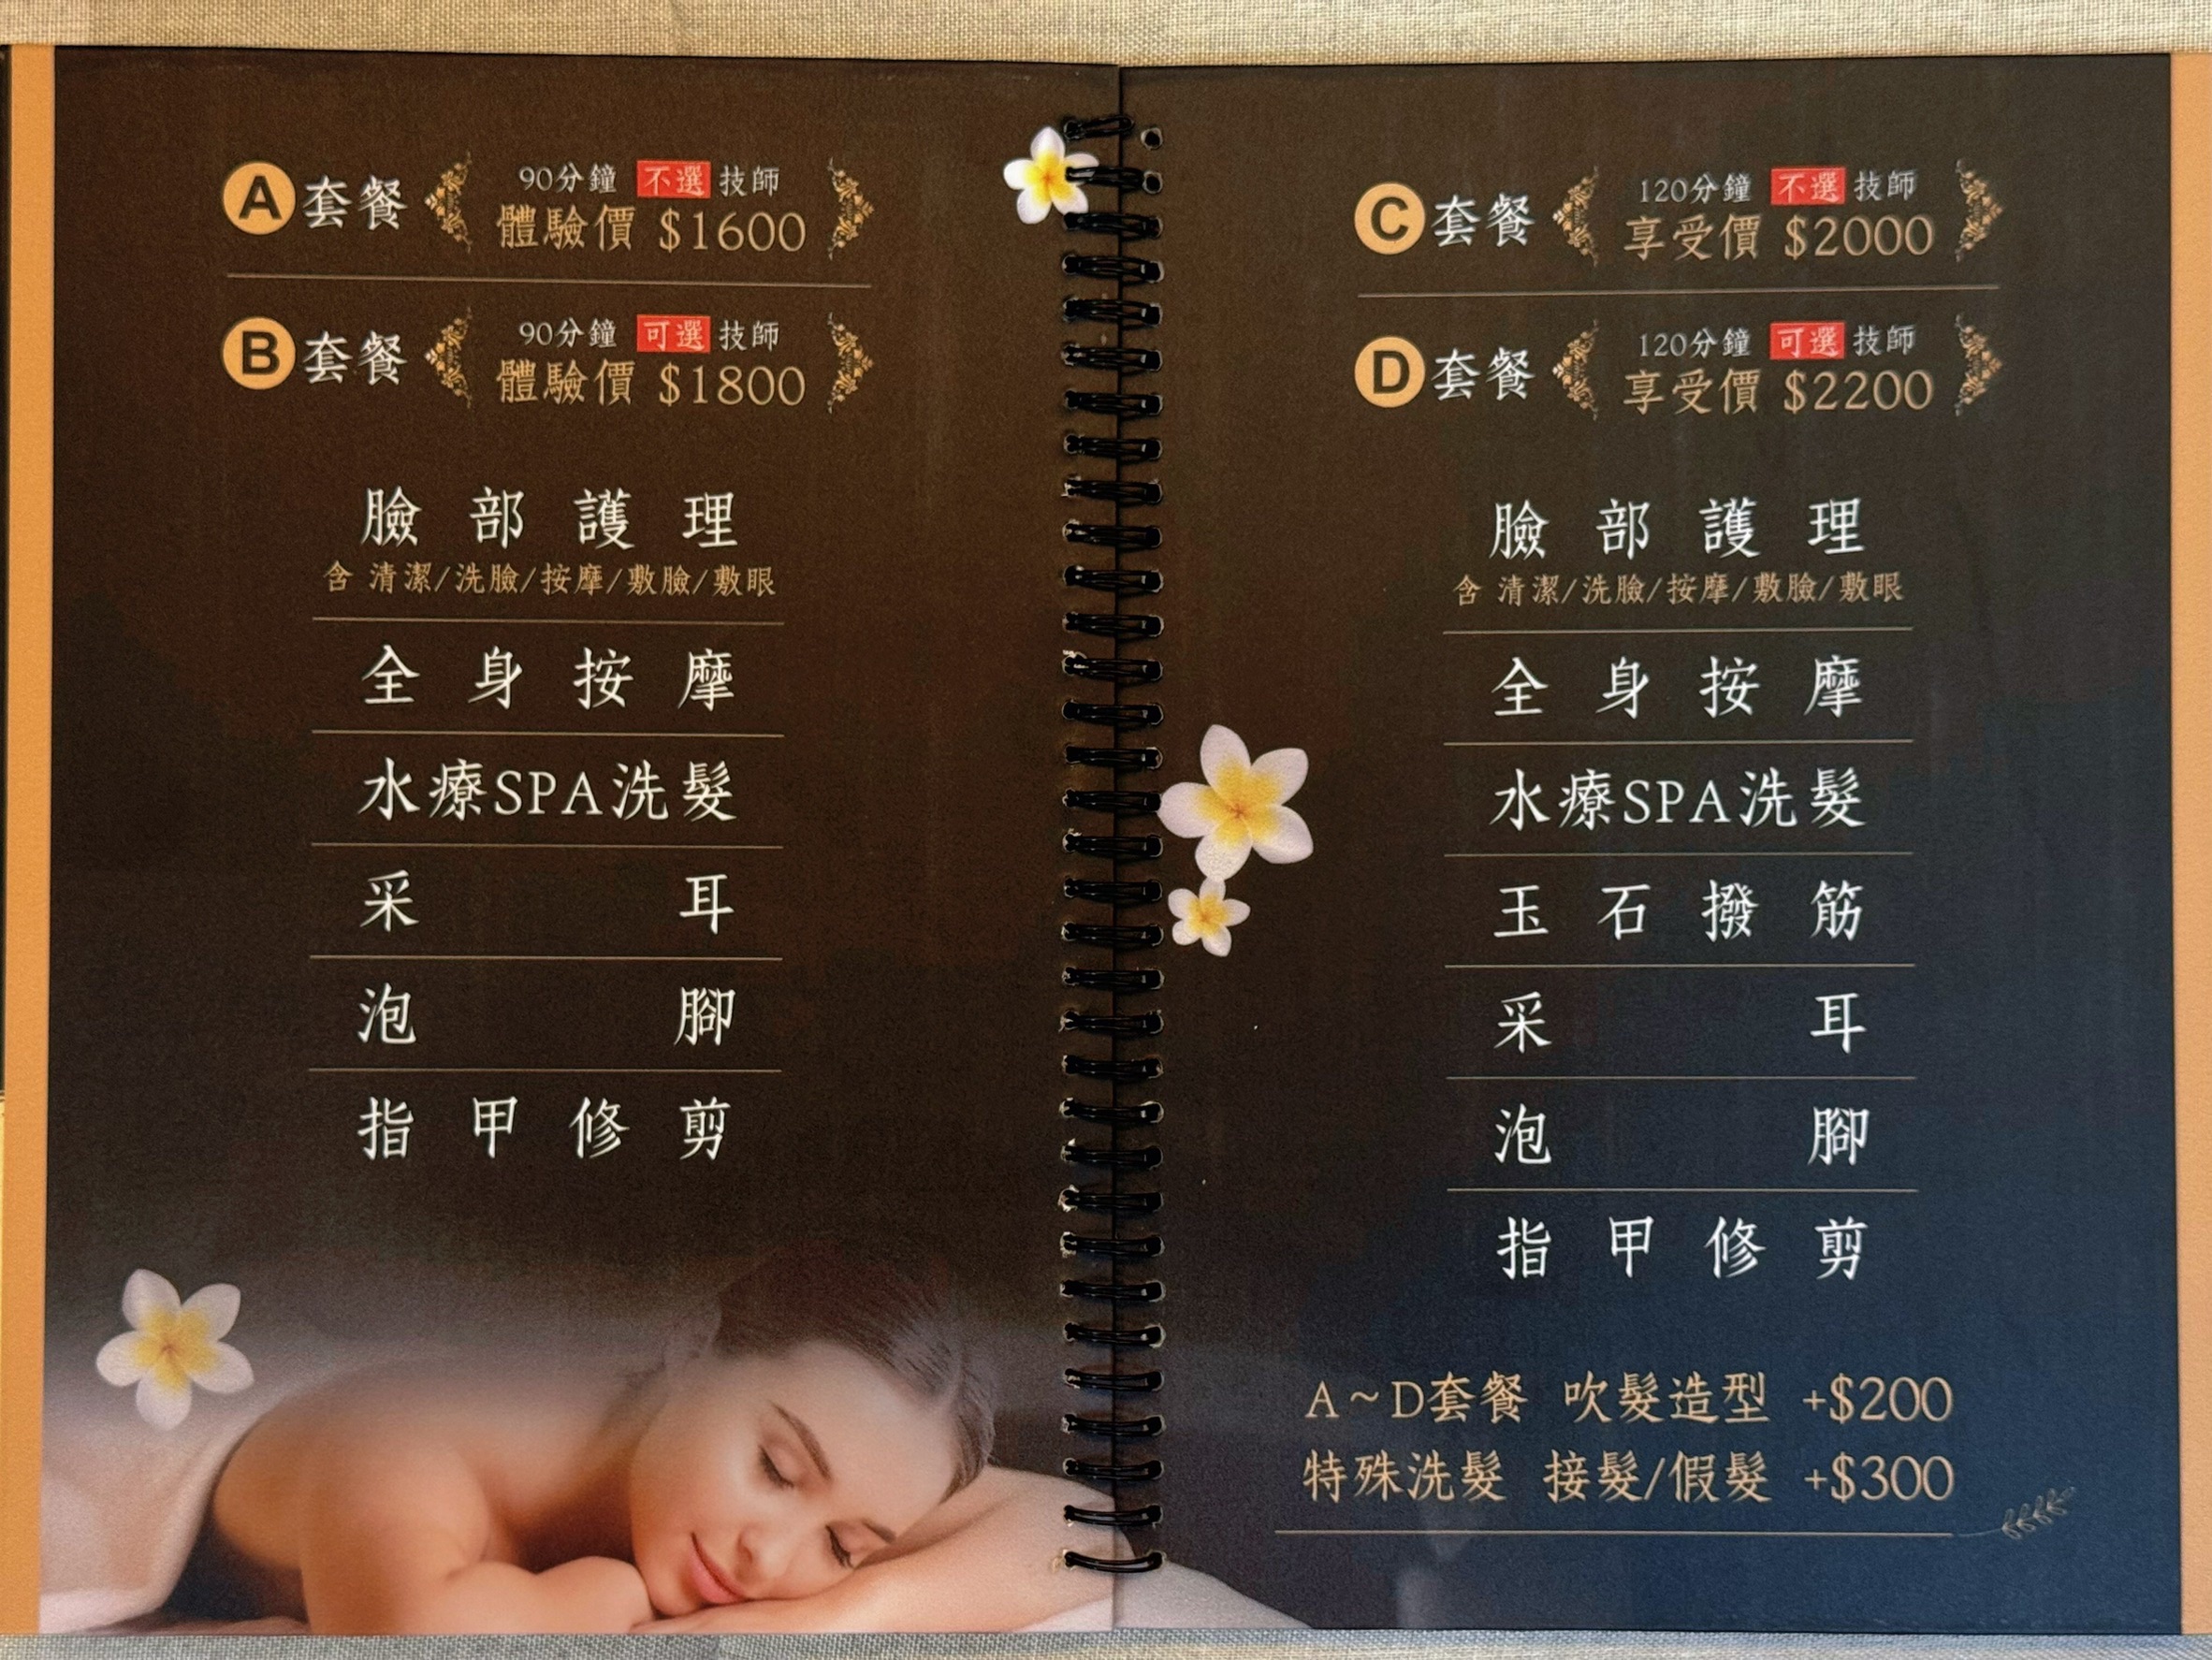 A 套餐
90分鐘 不選 技師
體驗價 $1600
B 套餐
90分鐘 可選 技師
體驗價 $1800
臉部護理
含 清潔/洗臉/按摩/敷臉/敷眼
全身按摩
水療SPA洗髮
采耳
泡腳
指甲修剪
C 套餐
120分鐘 不選 技師
享受價 $2000
D 套餐
120分鐘 可選 技師
享受價 $2200
臉部護理
含 清潔/洗臉/按摩/敷臉/敷眼
全身按摩
水療SPA洗髮
玉石撥筋
采耳
泡腳
指甲修剪
A～D套餐 吹髮造型 +$200
特殊洗髮 接髮/假髮 +$300